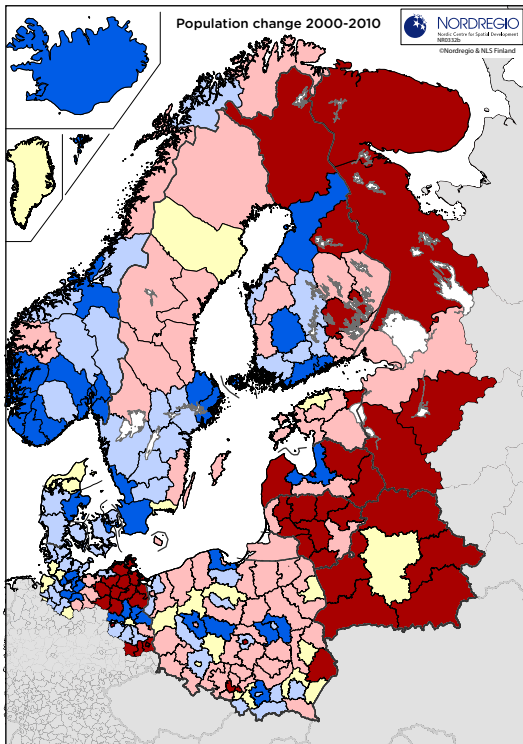 Population change 2000-2010
NORDREGIO
Nordic Centre for Spatial Development
NR0332b
©Nordregio & NLS Finland